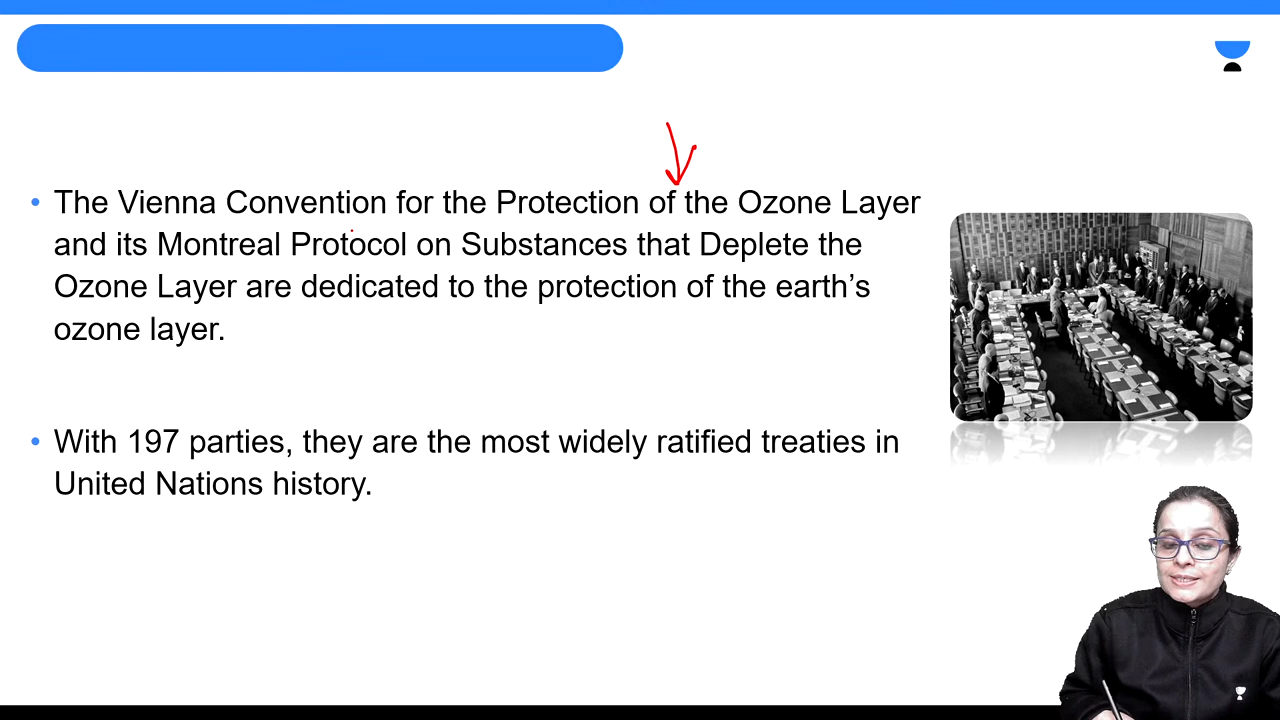 The Vienna Convention for the Protection of the Ozone Layer
and its Montreal Protocol on Substances that Deplete the
Ozone Layer are dedicated to the protection of the earth’s
ozone layer.
With 197 parties, they are the most widely ratified treaties in
United Nations history.